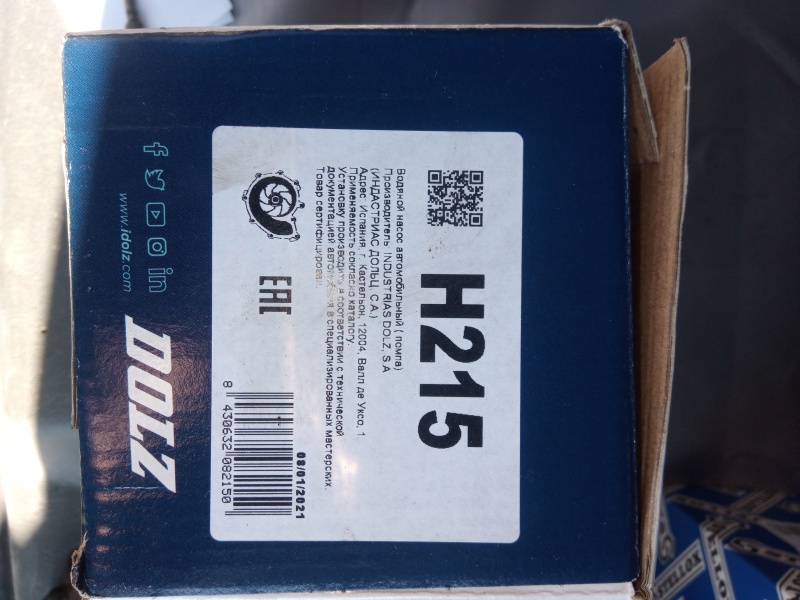 H215
Водяной насос автомобильный ( помпа)
Производитель INDUSTRIAS DOLZ, S.A
(ИНДАСТРИАС ДОЛЬЦ, С.А.)
Адрес Испания, г. Кастельон, 12004, Валл де Уксо, 1
Применяемость согласно каталогу.
Установку производить в соответствии с технической
документацией в специализированных мастерских.
Товар сертифицирован.
EAC
08/01/2021
8 430632 082150
www.idolz.com
DOLZ
STELLOX